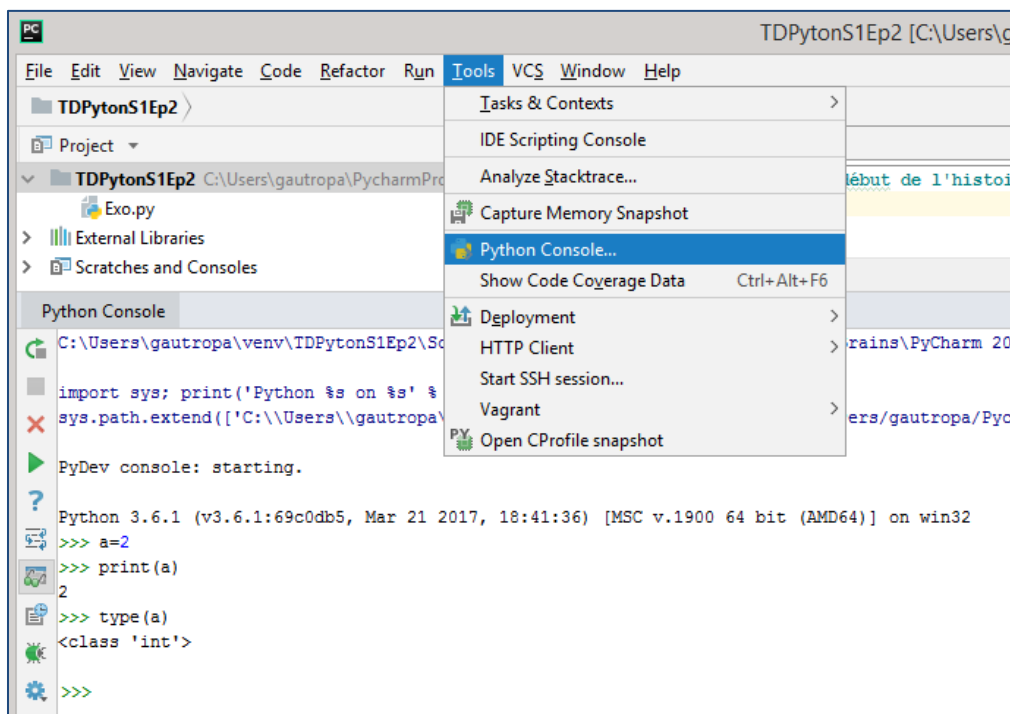 PC
TDPytonS1Ep2 [C:\Users\g
File Edit View Navigate Code Refactor Run Tools VCS Window Help
TDPytonS1Ep2
Project
TDPytonS1Ep2 C:\Users\gautropa\PycharmPro
Exo.py
External Libraries
Scratches and Consoles
Tasks & Contexts
IDE Scripting Console
Analyze Stacktrace...
Capture Memory Snapshot
Python Console...
Show Code Coverage Data Ctrl+Alt+F6
Deployment
HTTP Client
Start SSH session...
Vagrant
Open CProfile snapshot
début de l'histoi
Python Console
C:\Users\gautropa\venv\TDPytonS1Ep2\Sc rains\PyCharm 20
import sys; print('Python %s on %s' %
sys.path.extend(['C:\\Users\\gautropa\ ers/gautropa/Pyc
PyDev console: starting.
Python 3.6.1 (v3.6.1:69c0db5, Mar 21 2017, 18:41:36) [MSC v.1900 64 bit (AMD64)] on win32
>>> a=2
>>> print(a)
2
>>> type(a)
<class 'int'>
>>>